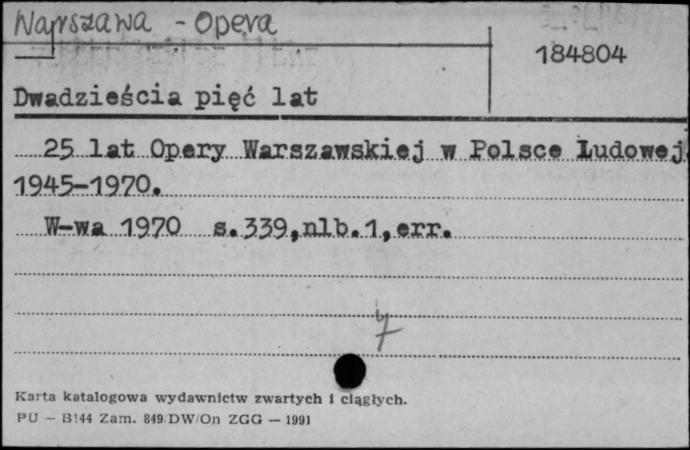 Warszawa - Opera
184804
Dwadzieścia pięć lat
25 lat Opery Warszawskiej w Polsce Ludowej
1945-1970.
W-wa 1970 s.339,nlb.1,err.
Karta katalogowa wydawnictw zwartych i ciągłych.
PU - B144 Zam. 849/DW/On ZGG - 1991